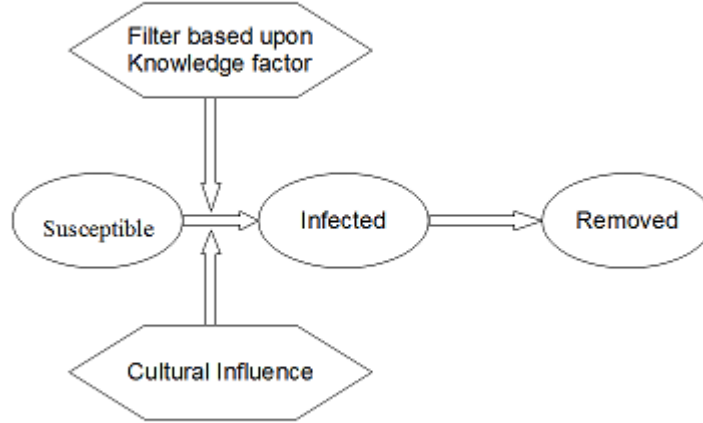 Filter based upon
Knowledge factor
Susceptible
Infected
Removed
Cultural Influence